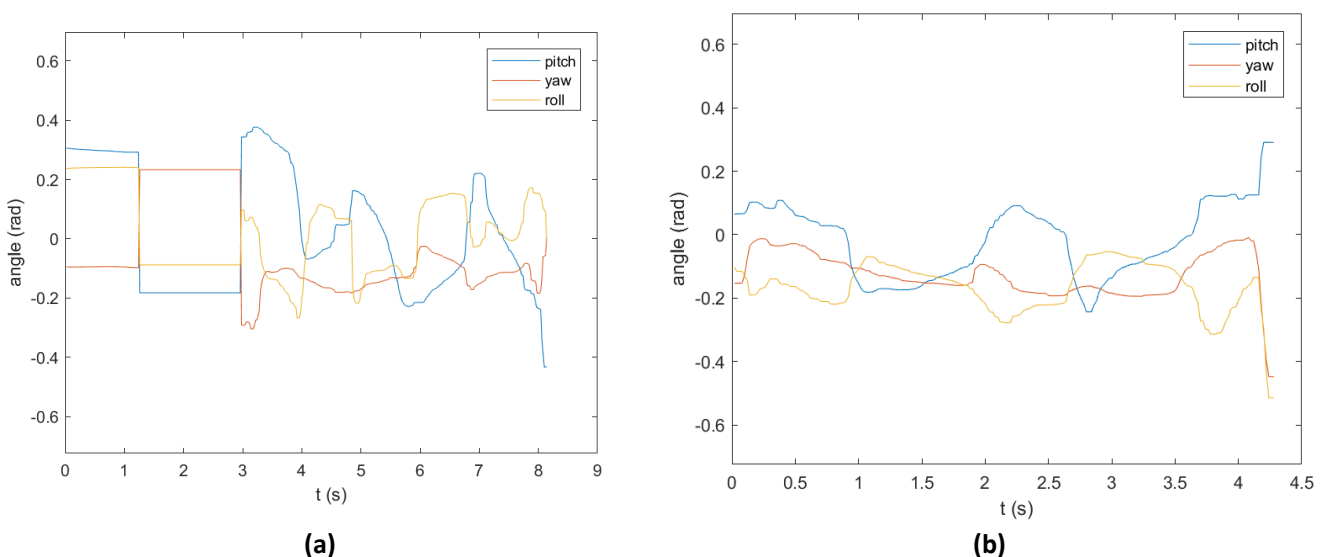 0.6
0.4
0.2
0
-0.2
-0.4
-0.6
angle (rad)
pitch
yaw
roll
0 1 2 3 4 5 6 7 8 9
t (s)
(a)
0.6
0.4
0.2
0
-0.2
-0.4
-0.6
angle (rad)
pitch
yaw
roll
0 0.5 1 1.5 2 2.5 3 3.5 4 4.5
t (s)
(b)